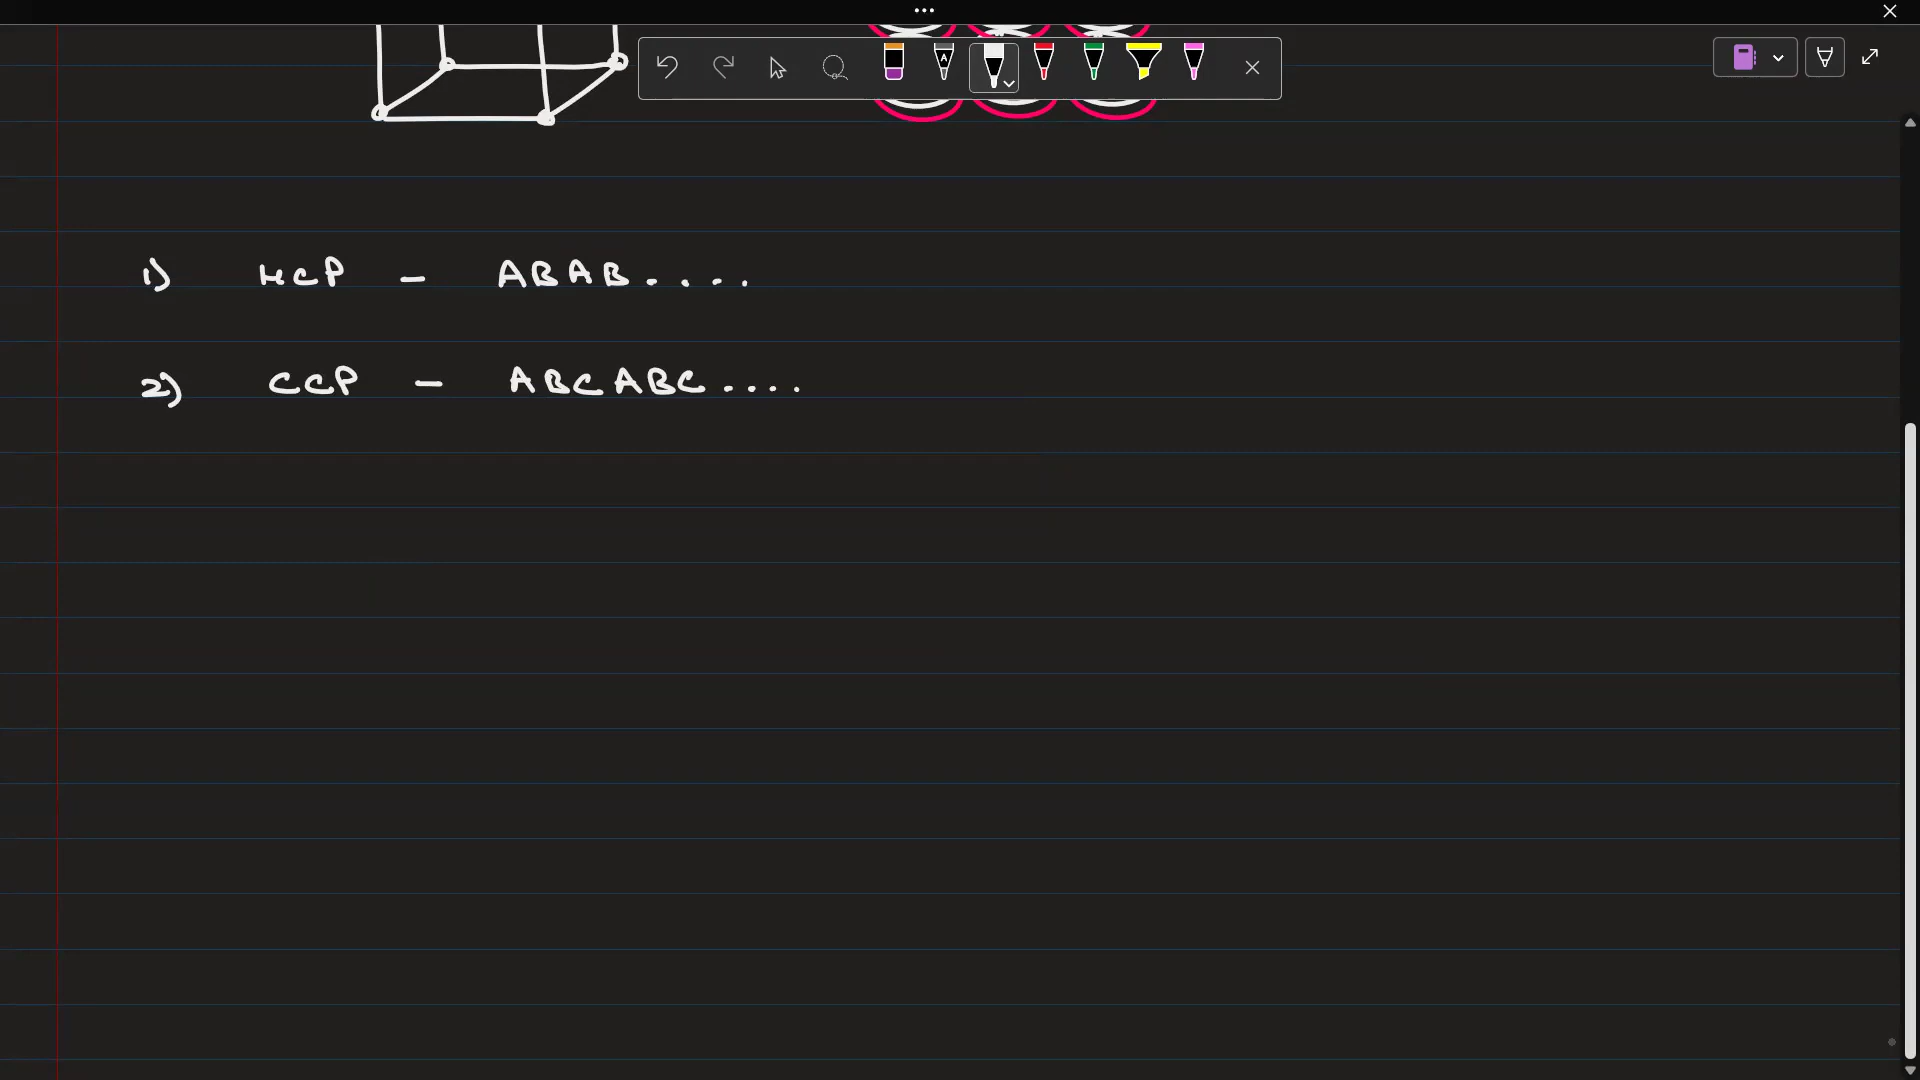 1) HCP - ABAB....
2) CCP - ABCABC....